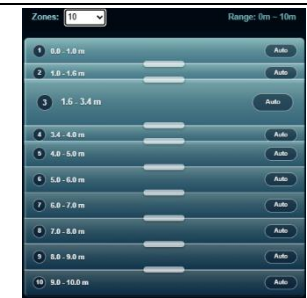 Zones: 10 Range: 0m - 10m
1 0.0 - 1.0 m Auto
2 1.0 - 1.6 m Auto
3 1.6 - 3.4 m Auto
4 3.4 - 4.0 m Auto
5 4.0 - 5.0 m Auto
6 5.0 - 6.0 m Auto
7 6.0 - 7.0 m Auto
8 7.0 - 8.0 m Auto
9 8.0 - 9.0 m Auto
10 9.0 - 10.0 m Auto